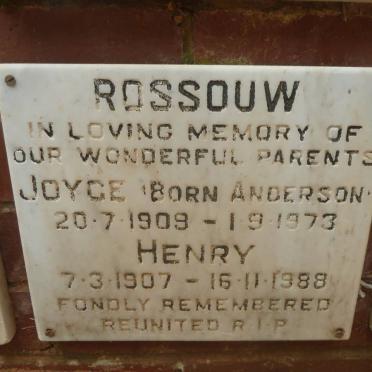 ROSSOUW
IN LOVING MEMORY OF
OUR WONDERFUL PARENTS
JOYCE (BORN ANDERSON)
20·7·1909 - 1·9·1973
HENRY
7·3·1907 - 16·11·1988
FONDLY REMEMBERED
REUNITED R.I.P.